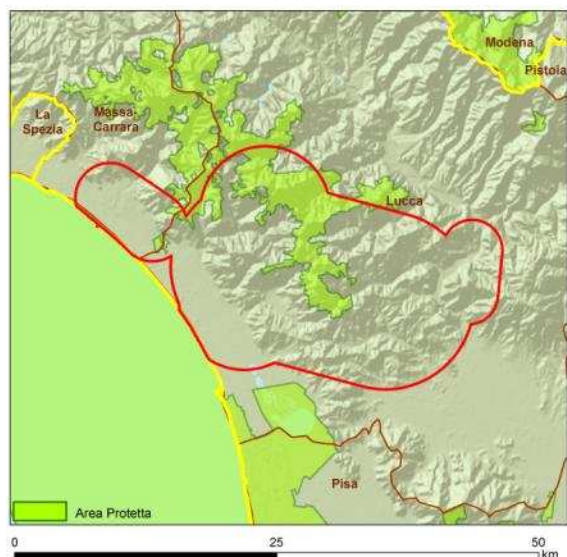 Modena
Pistoia
La
Spezia
Massa-
Carrara
Lucca
Pisa
Area Protetta
0 25 50
km